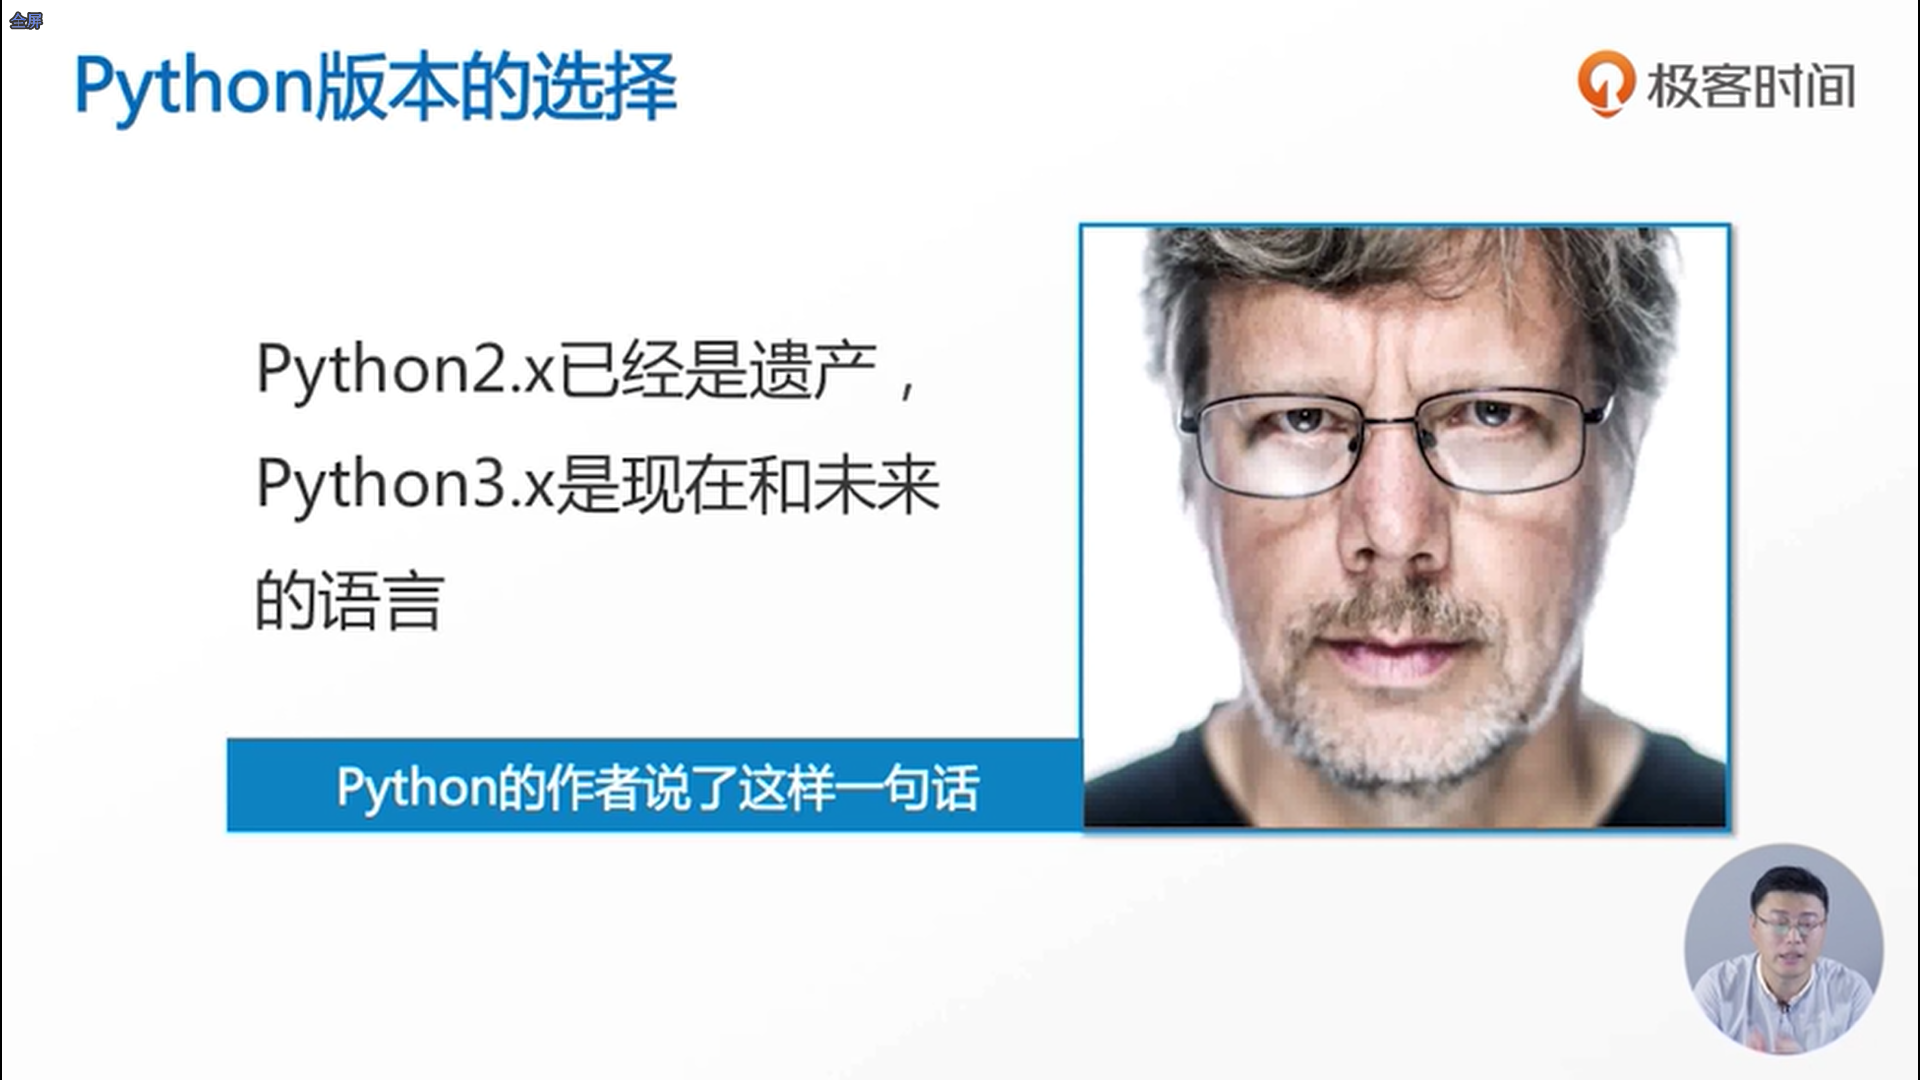 全屏
Python版本的选择
极客时间
Python2.x已经是遗产，
Python3.x是现在和未来
的语言
Python的作者说了这样一句话